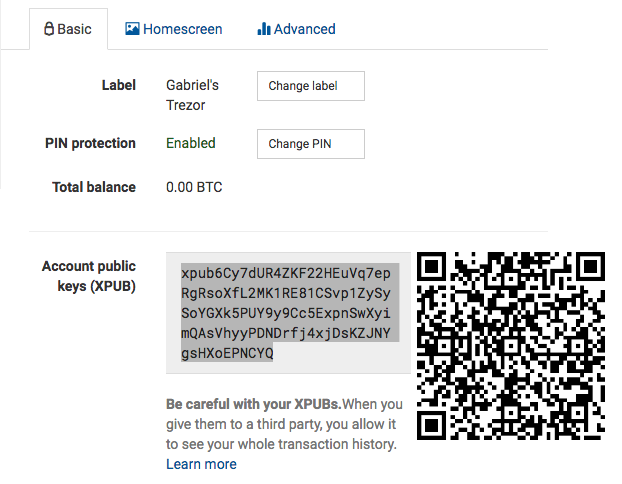 Basic
Homescreen
Advanced
Label
Gabriel's
Trezor
Change label
PIN protection
Enabled
Change PIN
Total balance
0.00 BTC
Account public
keys (XPUB)
xpub6Cy7dUR4ZKF22HEuVq7ep
RgRsoXfL2MK1RE81CSvp1ZySy
SoYGXk5PUY9y9Cc5ExpnSwXyi
mQAsVhyyPDNDrfj4xjDsKZJNY
gsHXoEPNCYQ
Be careful with your XPUBs.When you
give them to a third party, you allow it
to see your whole transaction history.
Learn more